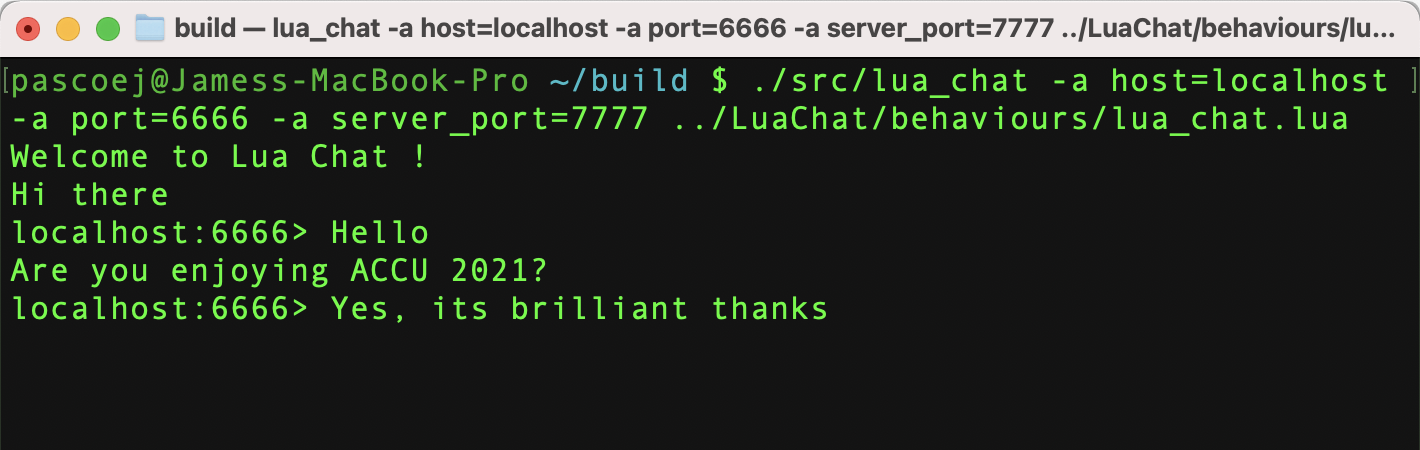 build — lua_chat -a host=localhost -a port=6666 -a server_port=7777 ../LuaChat/behaviours/lu...
[pascoej@Jamess-MacBook-Pro ~/build $ ./src/lua_chat -a host=localhost ]
-a port=6666 -a server_port=7777 ../LuaChat/behaviours/lua_chat.lua
Welcome to Lua Chat !
Hi there
localhost:6666> Hello
Are you enjoying ACCU 2021?
localhost:6666> Yes, its brilliant thanks